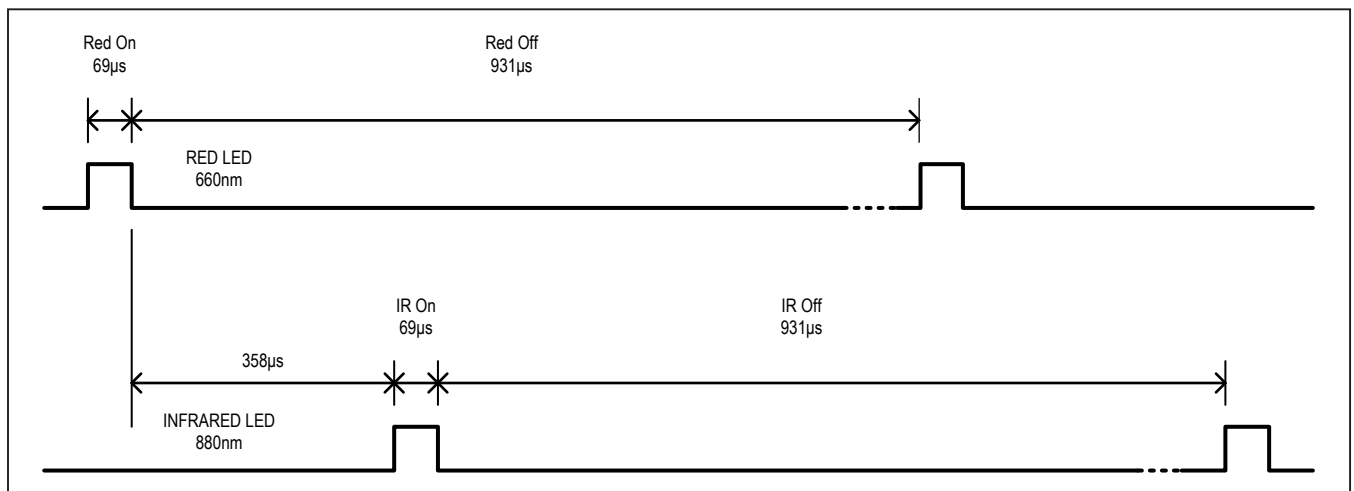 Red On
69µs
Red Off
931µs
RED LED
660nm
IR On
69µs
IR Off
931µs
358µs
INFRARED LED
880nm